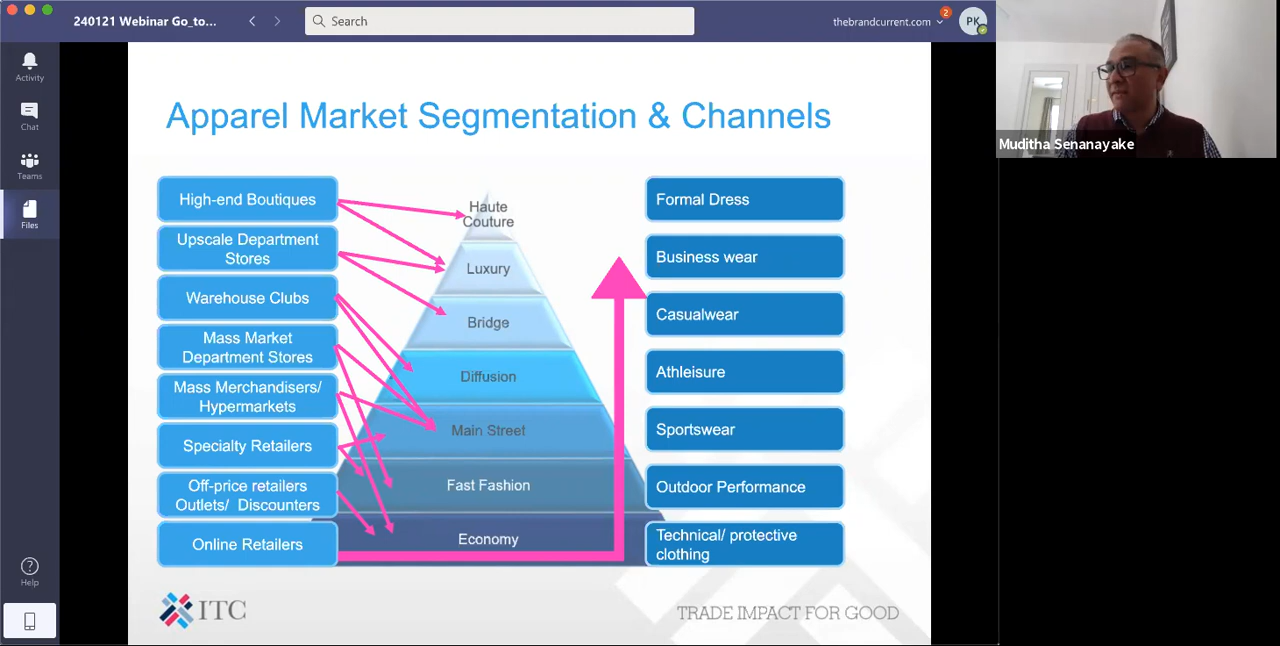 240121 Webinar Go_to...
Search
thebrandcurrent.com
2
PK
Activity
Chat
Teams
Files
Help
Muditha Senanayake
Apparel Market Segmentation & Channels
High-end Boutiques
Upscale Department
Stores
Warehouse Clubs
Mass Market
Department Stores
Mass Merchandisers/
Hypermarkets
Specialty Retailers
Off-price retailers
Outlets/ Discounters
Online Retailers
Haute
Couture
Luxury
Bridge
Diffusion
Main Street
Fast Fashion
Economy
Formal Dress
Business wear
Casualwear
Athleisure
Sportswear
Outdoor Performance
Technical/ protective
clothing
ITC
TRADE IMPACT FOR GOOD